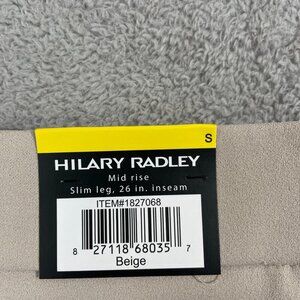 S
HILARY RADLEY
Mid rise
Slim leg, 26 in. inseam
ITEM#1827068
8 27118 68035 7
Beige